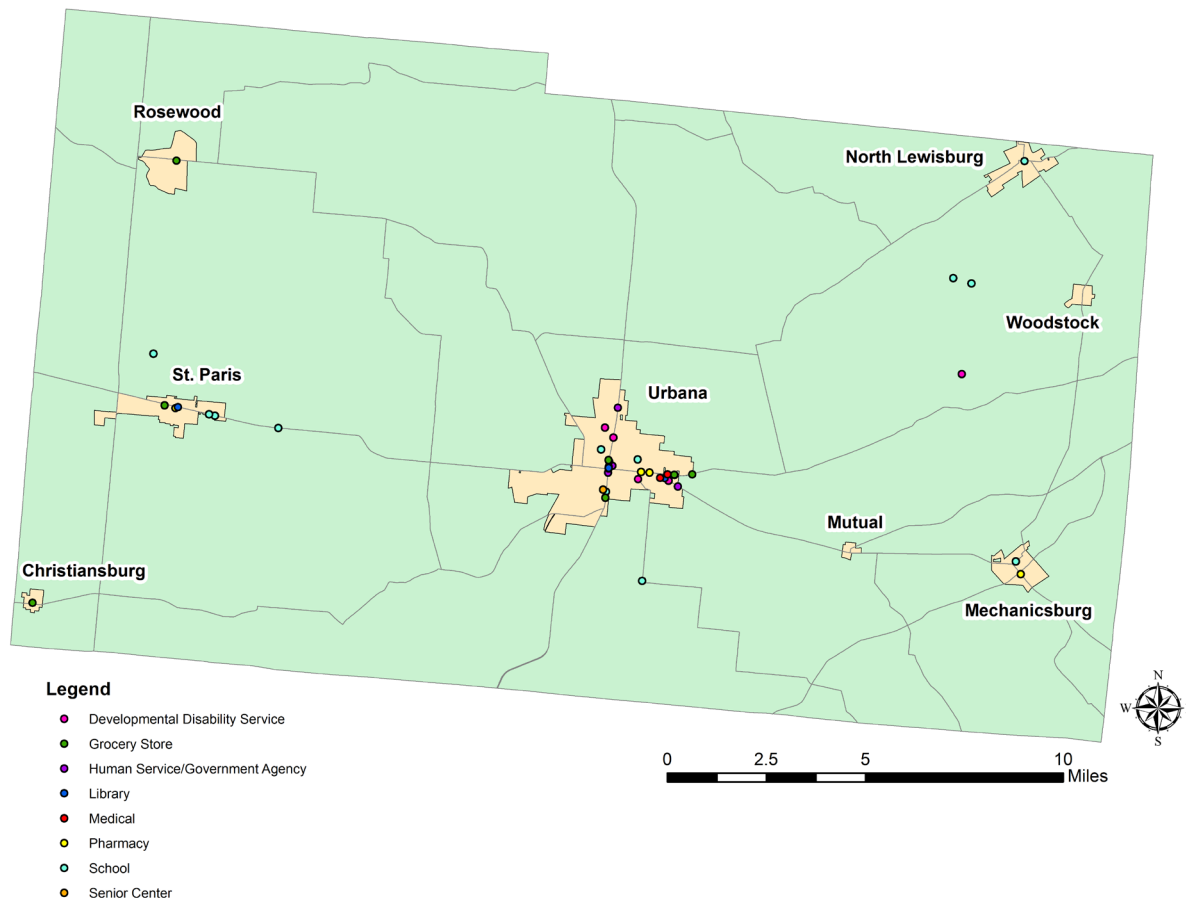 Rosewood
North Lewisburg
Woodstock
St. Paris
Urbana
Mutual
Christiansburg
Mechanicsburg
Legend
Developmental Disability Service
Grocery Store
Human Service/Government Agency
Library
Medical
Pharmacy
School
Senior Center
N
W E
S
0 2.5 5 10
Miles